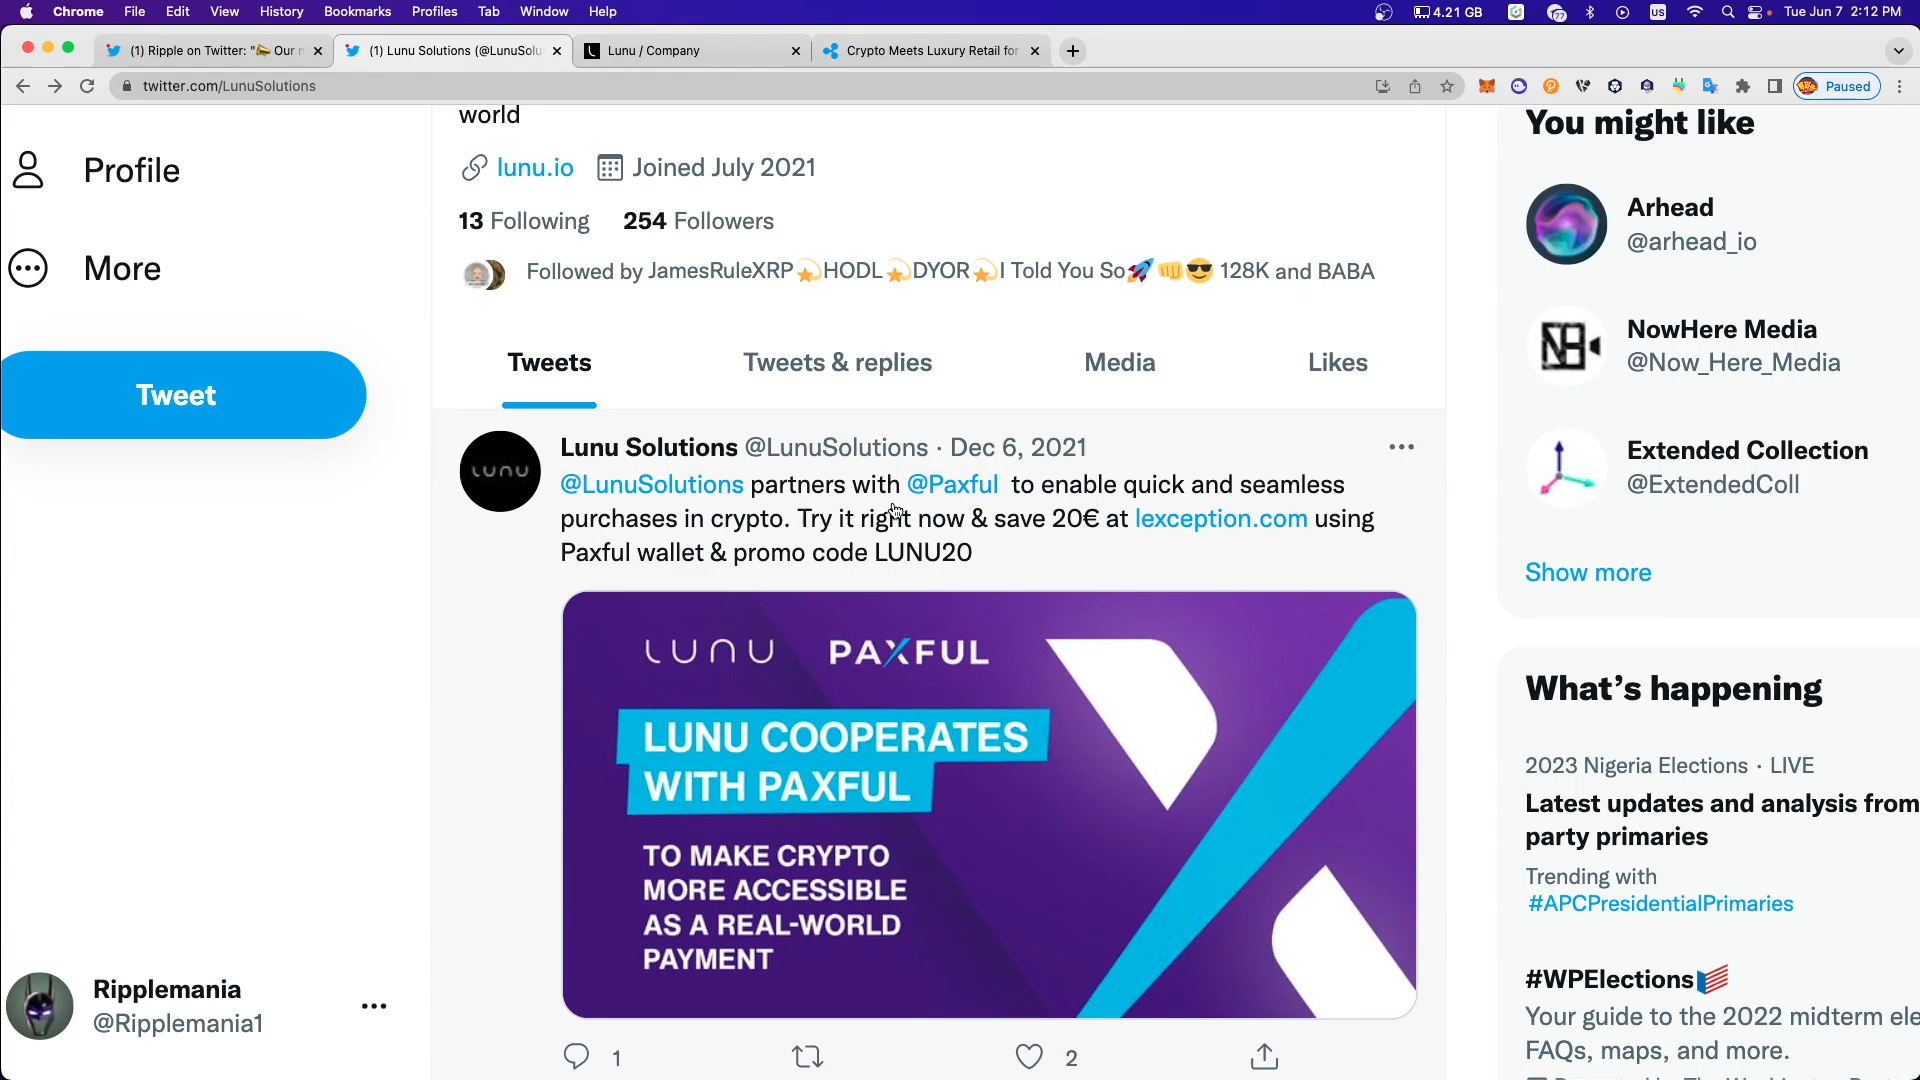 Chrome File Edit View History Bookmarks Profiles Tab Window Help 4.21 GB 77 US Tue Jun 7 2:12 PM
(1) Ripple on Twitter: "📣 Our n
(1) Lunu Solutions (@LunuSolu
Lunu / Company
Crypto Meets Luxury Retail for
twitter.com/LunuSolutions
Paused
Profile
More
Tweet
Ripplemania
@Ripplemania1
world
lunu.io Joined July 2021
13 Following 254 Followers
Followed by JamesRuleXRP💫HODL💫DYOR💫I Told You So🚀👊😎 128K and BABA
Tweets Tweets & replies Media Likes
LUNU
Lunu Solutions @LunuSolutions · Dec 6, 2021
@LunuSolutions partners with @Paxful to enable quick and seamless
purchases in crypto. Try it right now & save 20€ at lexception.com using
Paxful wallet & promo code LUNU20
LUNU PAXFUL
LUNU COOPERATES
WITH PAXFUL
TO MAKE CRYPTO
MORE ACCESSIBLE
AS A REAL-WORLD
PAYMENT
1 2
You might like
Arhead
@arhead_io
NowHere Media
@Now_Here_Media
Extended Collection
@ExtendedColl
Show more
What's happening
2023 Nigeria Elections · LIVE
Latest updates and analysis from
party primaries
Trending with
#APCPresidentialPrimaries
#WPElections
Your guide to the 2022 midterm ele
FAQs, maps, and more.